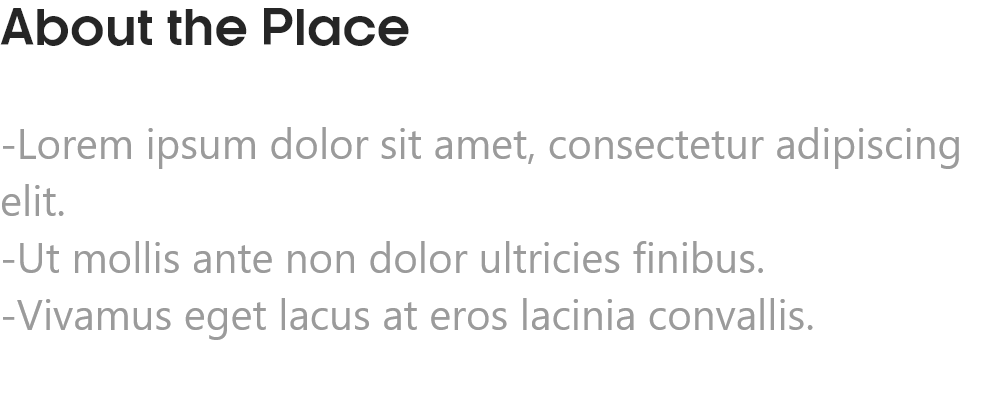 About the Place
-Lorem ipsum dolor sit amet, consectetur adipiscing
elit.
-Ut mollis ante non dolor ultricies finibus.
-Vivamus eget lacus at eros lacinia convallis.